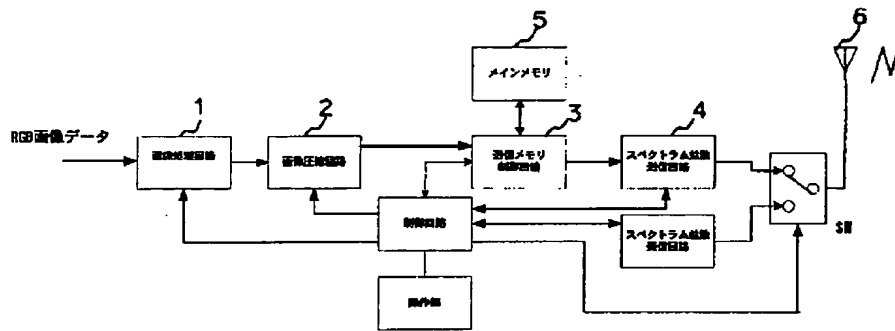 5
6
メインメモリ
1
2
3
4
RGB画像データ
画像処理回路
画像圧縮回路
送信メモリ
制御回路
スペクトラム拡散
送信回路
制御回路
スペクトラム拡散
受信回路
SW
操作部